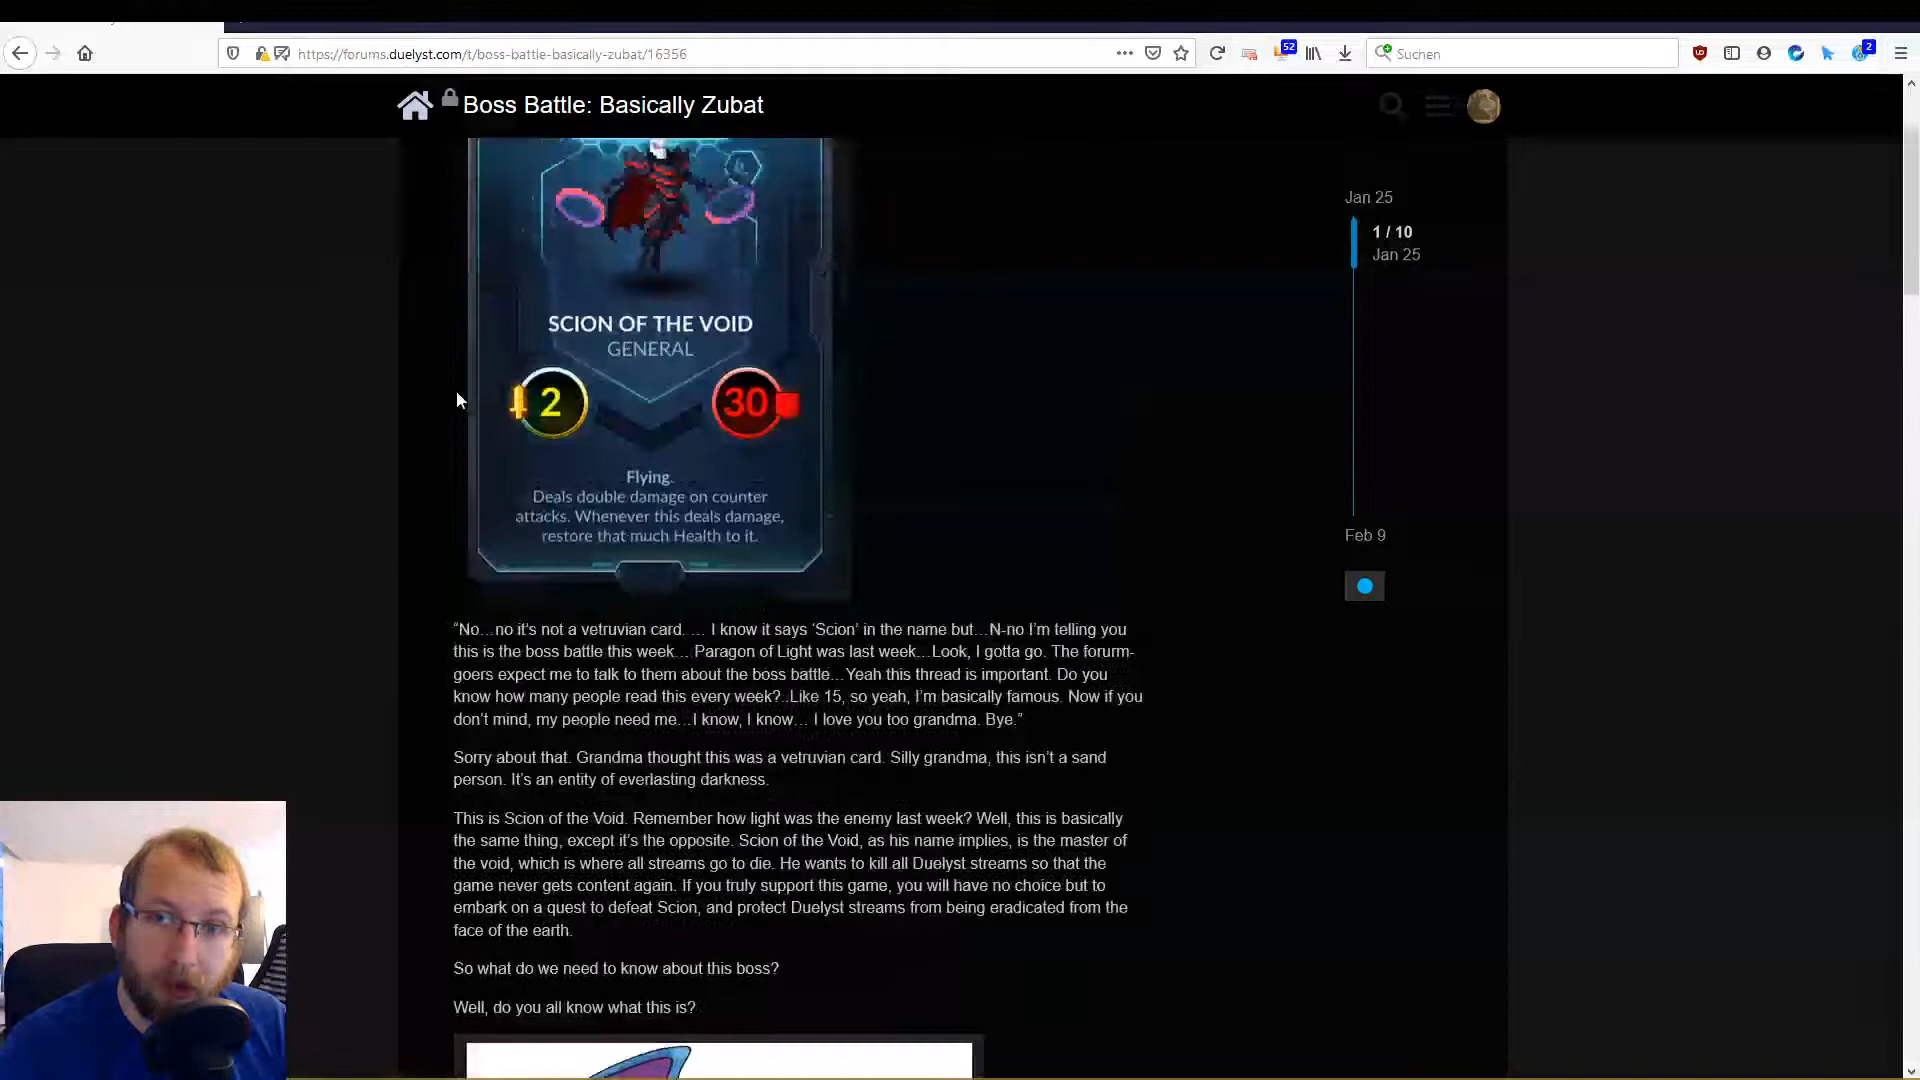 https://forums.duelyst.com/t/boss-battle-basically-zubat/16356
52
Suchen
2
Boss Battle: Basically Zubat
Jan 25
1 / 10
Jan 25
Feb 9
SCION OF THE VOID
GENERAL
2
30
Flying.
Deals double damage on counter
attacks. Whenever this deals damage,
restore that much Health to it.
“No…no it’s not a vetruvian card. … I know it says ‘Scion’ in the name but…N-no I’m telling you
this is the boss battle this week… Paragon of Light was last week…Look, I gotta go. The forurm-
goers expect me to talk to them about the boss battle…Yeah this thread is important. Do you
know how many people read this every week?..Like 15, so yeah, I’m basically famous. Now if you
don’t mind, my people need me…I know, I know… I love you too grandma. Bye.”
Sorry about that. Grandma thought this was a vetruvian card. Silly grandma, this isn’t a sand
person. It’s an entity of everlasting darkness.
This is Scion of the Void. Remember how light was the enemy last week? Well, this is basically
the same thing, except it’s the opposite. Scion of the Void, as his name implies, is the master of
the void, which is where all streams go to die. He wants to kill all Duelyst streams so that the
game never gets content again. If you truly support this game, you will have no choice but to
embark on a quest to defeat Scion, and protect Duelyst streams from being eradicated from the
face of the earth.
So what do we need to know about this boss?
Well, do you all know what this is?